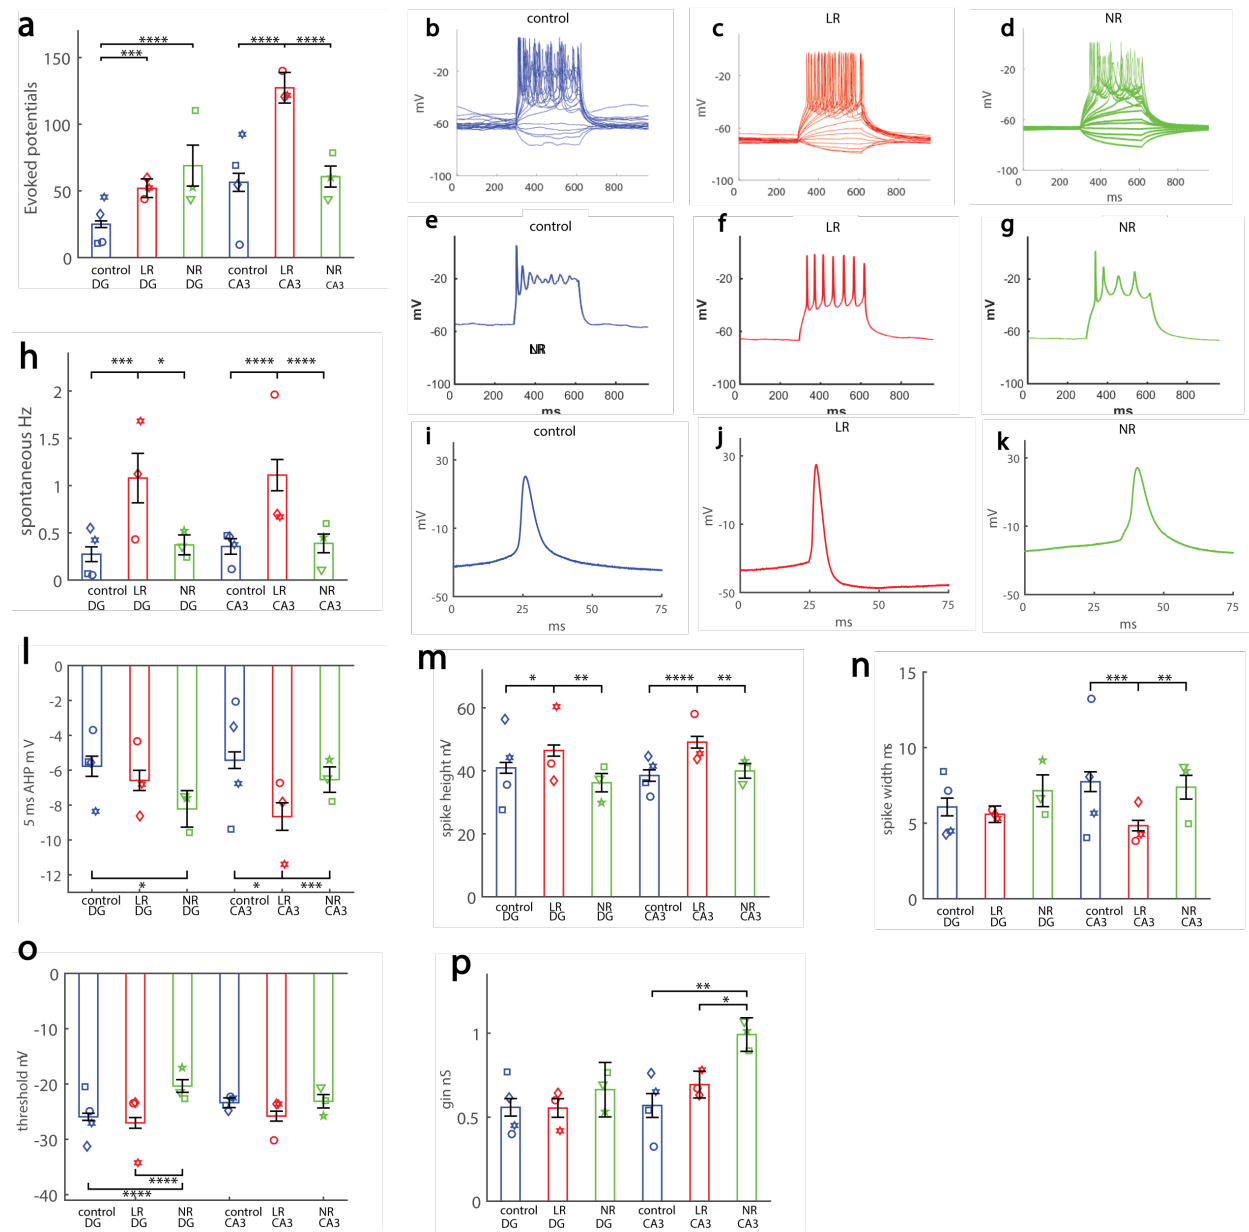 a
Evoked potentials
150
100
50
0
*** **** **** ****
control LR NR control LR NR
DG DG DG CA3 CA3 CA3
b
control
mV
-20
-60
-100
0 200 400 600 800
c
LR
mV
-20
-60
-100
0 200 400 600 800
d
NR
mV
-20
-60
-100
0 200 400 600 800
ms
e
control
mV
-20
-60
-100
NR
200 400 600 800
ms
f
LR
mV
-20
-60
-100
200 400 600 800
ms
g
NR
mV
-20
-60
-100
200 400 600 800
ms
h
spontaneous Hz
2
1.5
1
0.5
0
*** * **** ****
control LR NR control LR NR
DG DG DG CA3 CA3 CA3
i
control
mV
30
-10
-50
0 25 50 75
ms
j
LR
mV
30
-10
-50
0 25 50 75
ms
k
NR
mV
30
-10
-50
0 25 50 75
ms
l
5 ms AHP mV
0
-2
-4
-6
-8
-10
-12
* * ***
control LR NR control LR NR
DG DG DG CA3 CA3 CA3
m
spike height mV
60
40
20
0
* ** **** **
control LR NR control LR NR
DG DG DG CA3 CA3 CA3
n
spike width ms
15
10
5
0
*** **
control LR NR control LR NR
DG DG DG CA3 CA3 CA3
o
threshold mV
0
-10
-20
-30
-40
****
****
control LR NR control LR NR
DG DG DG CA3 CA3 CA3
p
gin nS
1
0.5
0
**
*
control LR NR control LR NR
DG DG DG CA3 CA3 CA3